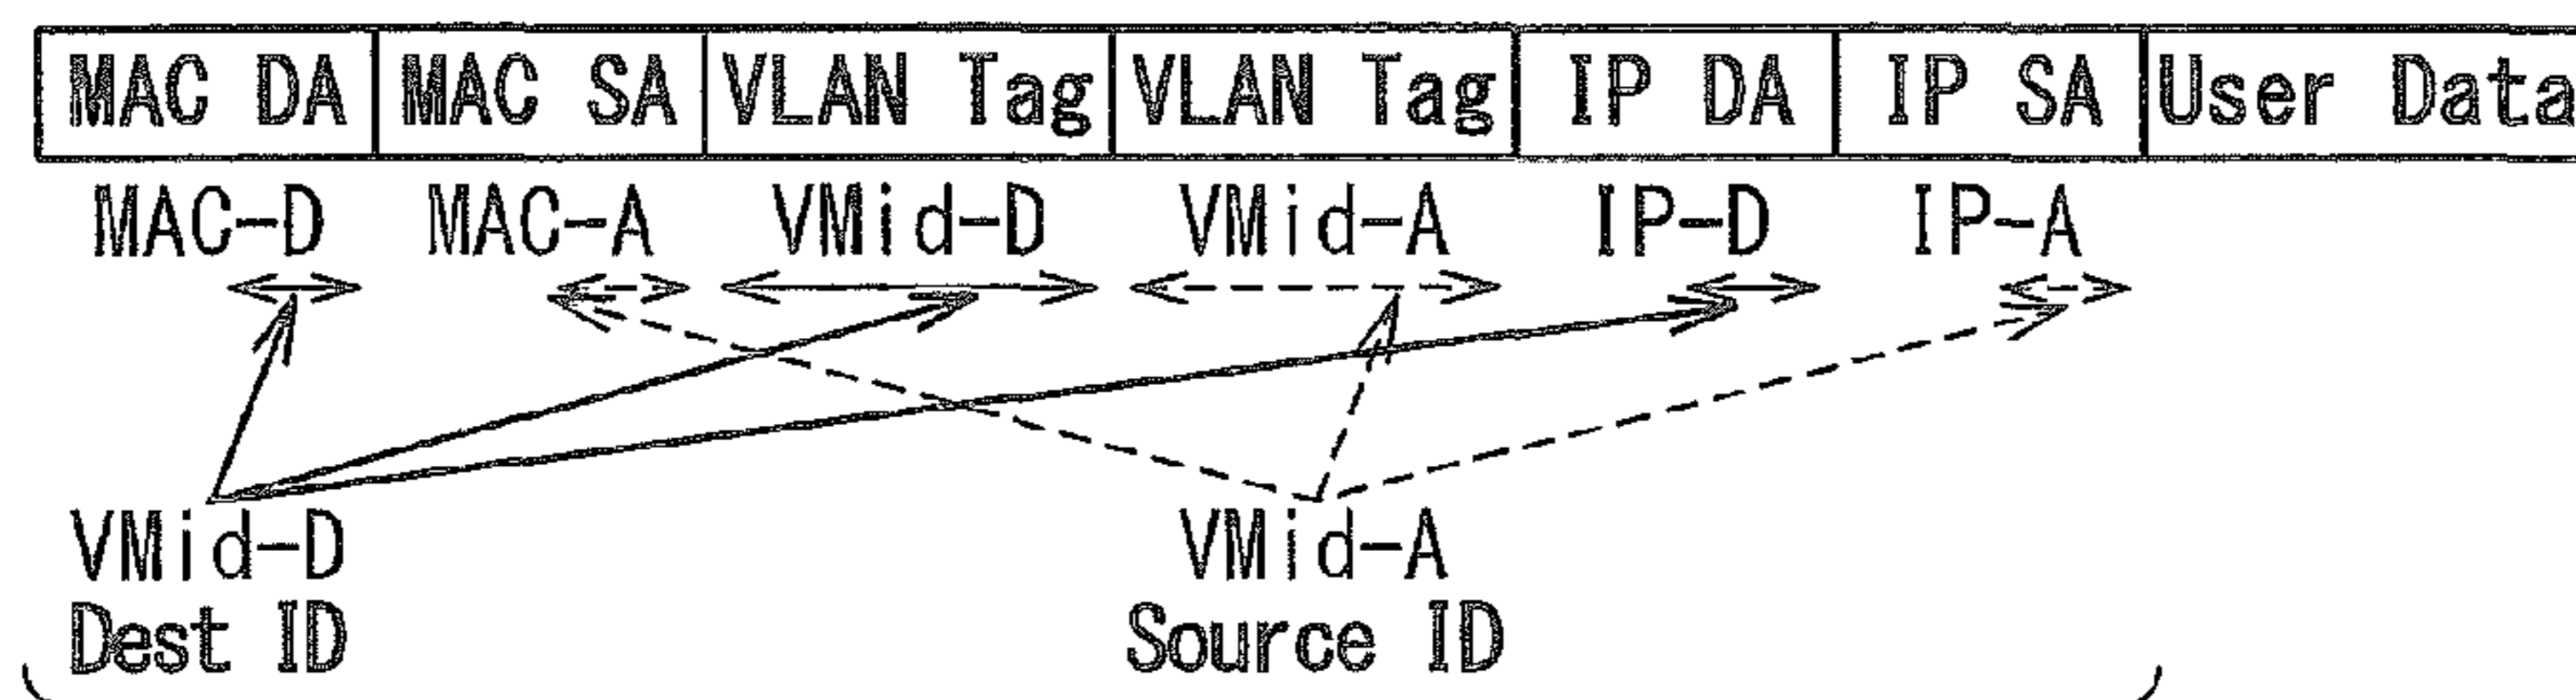 MAC DA MAC SA VLAN Tag VLAN Tag IP DA IP SA User Data
MAC-D MAC-A VMid-D VMid-A IP-D IP-A
VMid-D VMid-A
Dest ID Source ID